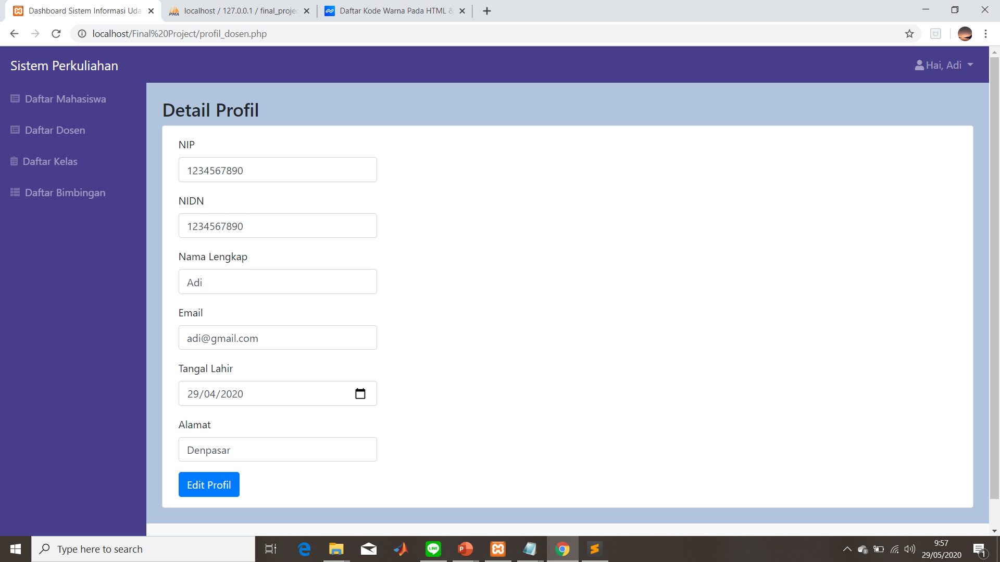 Dashboard Sistem Informasi Uda
localhost / 127.0.0.1 / final_projec
Daftar Kode Warna Pada HTML &
localhost/Final%20Project/profil_dosen.php
Sistem Perkuliahan
Hai, Adi
Daftar Mahasiswa
Daftar Dosen
Daftar Kelas
Daftar Bimbingan
Detail Profil
NIP
1234567890
NIDN
1234567890
Nama Lengkap
Adi
Email
adi@gmail.com
Tangal Lahir
29/04/2020
Alamat
Denpasar
Edit Profil
Type here to search
9:57
29/05/2020
1